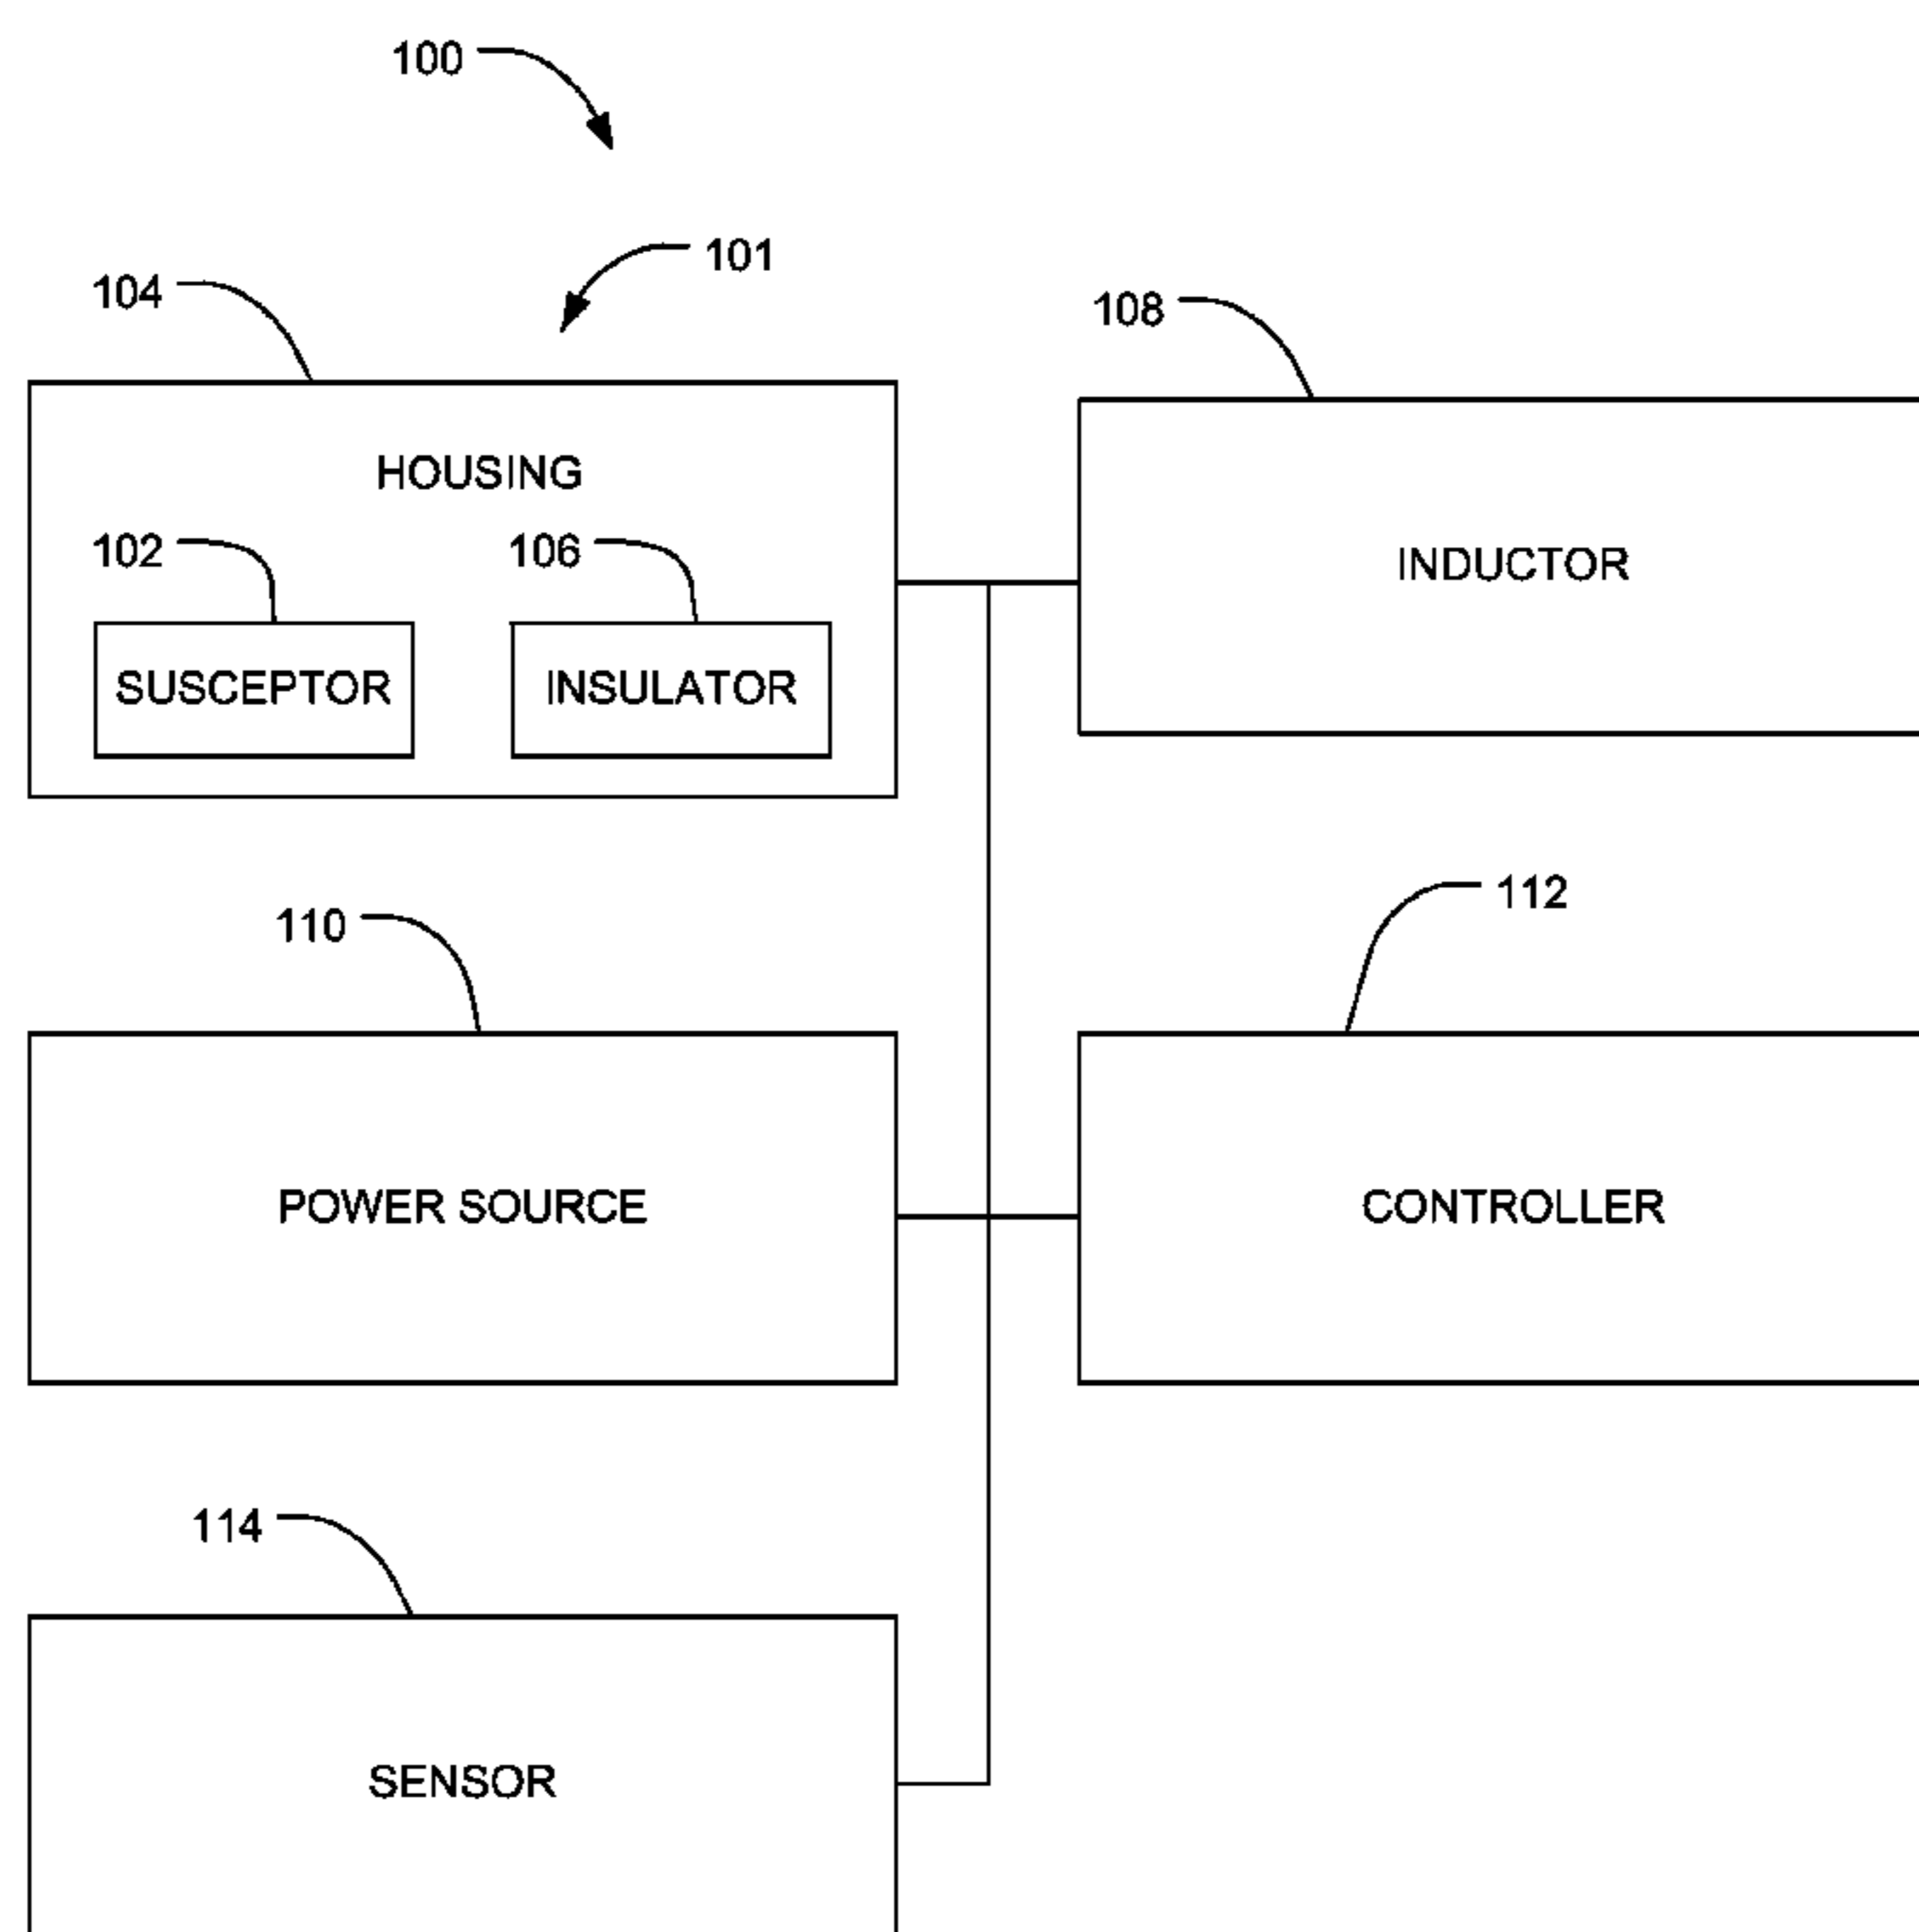 100
101
104
108
HOUSING
102
106
INDUCTOR
SUSCEPTOR
INSULATOR
112
110
POWER SOURCE
CONTROLLER
114
SENSOR